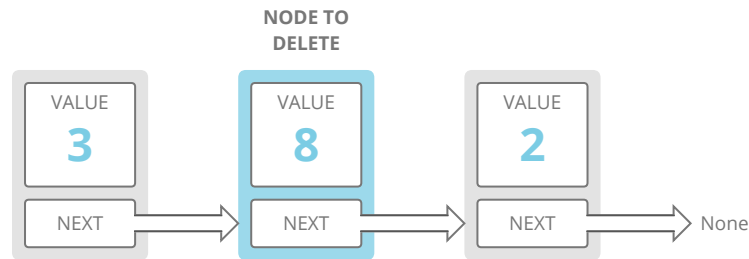 NODE TO
DELETE
VALUE
3
NEXT
VALUE
8
NEXT
VALUE
2
NEXT
None